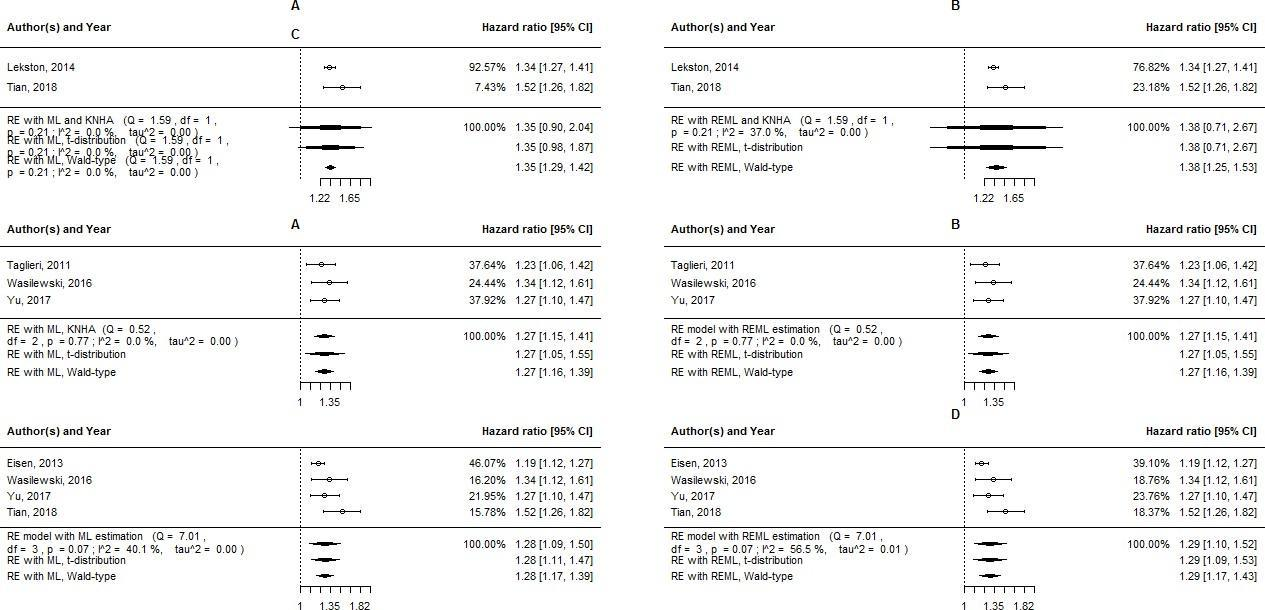 A
Author(s) and Year Hazard ratio [95% CI]
C
Lekston, 2014 92.57% 1.34 [1.27, 1.41]
Tian, 2018 7.43% 1.52 [1.26, 1.82]
RE with ML and KNHA (Q = 1.59 , df = 1 ,
p = 0.21 ; I^2 = 0.0 %, tau^2 = 0.00 ) 100.00% 1.35 [0.90, 2.04]
RE with ML, t-distribution (Q = 1.59 , df = 1 ,
p = 0.21 ; I^2 = 0.0 %, tau^2 = 0.00 ) 1.35 [0.98, 1.87]
RE with ML, Wald-type (Q = 1.59 , df = 1 ,
p = 0.21 ; I^2 = 0.0 %, tau^2 = 0.00 ) 1.35 [1.29, 1.42]
1.22 1.65
B
Author(s) and Year Hazard ratio [95% CI]
Lekston, 2014 76.82% 1.34 [1.27, 1.41]
Tian, 2018 23.18% 1.52 [1.26, 1.82]
RE with REML and KNHA (Q = 1.59 , df = 1 ,
p = 0.21 ; I^2 = 37.0 %, tau^2 = 0.00 ) 100.00% 1.38 [0.71, 2.67]
RE with REML, t-distribution 1.38 [0.71, 2.67]
RE with REML, Wald-type 1.38 [1.25, 1.53]
1.22 1.65
A
Author(s) and Year Hazard ratio [95% CI]
Taglieri, 2011 37.64% 1.23 [1.06, 1.42]
Wasilewski, 2016 24.44% 1.34 [1.12, 1.61]
Yu, 2017 37.92% 1.27 [1.10, 1.47]
RE with ML, KNHA (Q = 0.52 ,
df = 2 , p = 0.77 ; I^2 = 0.0 %, tau^2 = 0.00 ) 100.00% 1.27 [1.15, 1.41]
RE with ML, t-distribution 1.27 [1.05, 1.55]
RE with ML, Wald-type 1.27 [1.16, 1.39]
1 1.35
B
Author(s) and Year Hazard ratio [95% CI]
Taglieri, 2011 37.64% 1.23 [1.06, 1.42]
Wasilewski, 2016 24.44% 1.34 [1.12, 1.61]
Yu, 2017 37.92% 1.27 [1.10, 1.47]
RE model with REML estimation (Q = 0.52 ,
df = 2 , p = 0.77 ; I^2 = 0.0 %, tau^2 = 0.00 ) 100.00% 1.27 [1.15, 1.41]
RE with REML, t-distribution 1.27 [1.05, 1.55]
RE with REML, Wald-type 1.27 [1.16, 1.39]
1 1.35
Author(s) and Year Hazard ratio [95% CI]
Eisen, 2013 46.07% 1.19 [1.12, 1.27]
Wasilewski, 2016 16.20% 1.34 [1.12, 1.61]
Yu, 2017 21.95% 1.27 [1.10, 1.47]
Tian, 2018 15.78% 1.52 [1.26, 1.82]
RE model with ML estimation (Q = 7.01 ,
df = 3 , p = 0.07 ; I^2 = 40.1 %, tau^2 = 0.00 ) 100.00% 1.28 [1.09, 1.50]
RE with ML, t-distribution 1.28 [1.11, 1.47]
RE with ML, Wald-type 1.28 [1.17, 1.39]
1 1.35 1.82
D
Author(s) and Year Hazard ratio [95% CI]
Eisen, 2013 39.10% 1.19 [1.12, 1.27]
Wasilewski, 2016 18.76% 1.34 [1.12, 1.61]
Yu, 2017 23.76% 1.27 [1.10, 1.47]
Tian, 2018 18.37% 1.52 [1.26, 1.82]
RE model with REML estimation (Q = 7.01 ,
df = 3 , p = 0.07 ; I^2 = 56.5 %, tau^2 = 0.01 ) 100.00% 1.29 [1.10, 1.52]
RE with REML, t-distribution 1.29 [1.09, 1.53]
RE with REML, Wald-type 1.29 [1.17, 1.43]
1 1.35 1.82